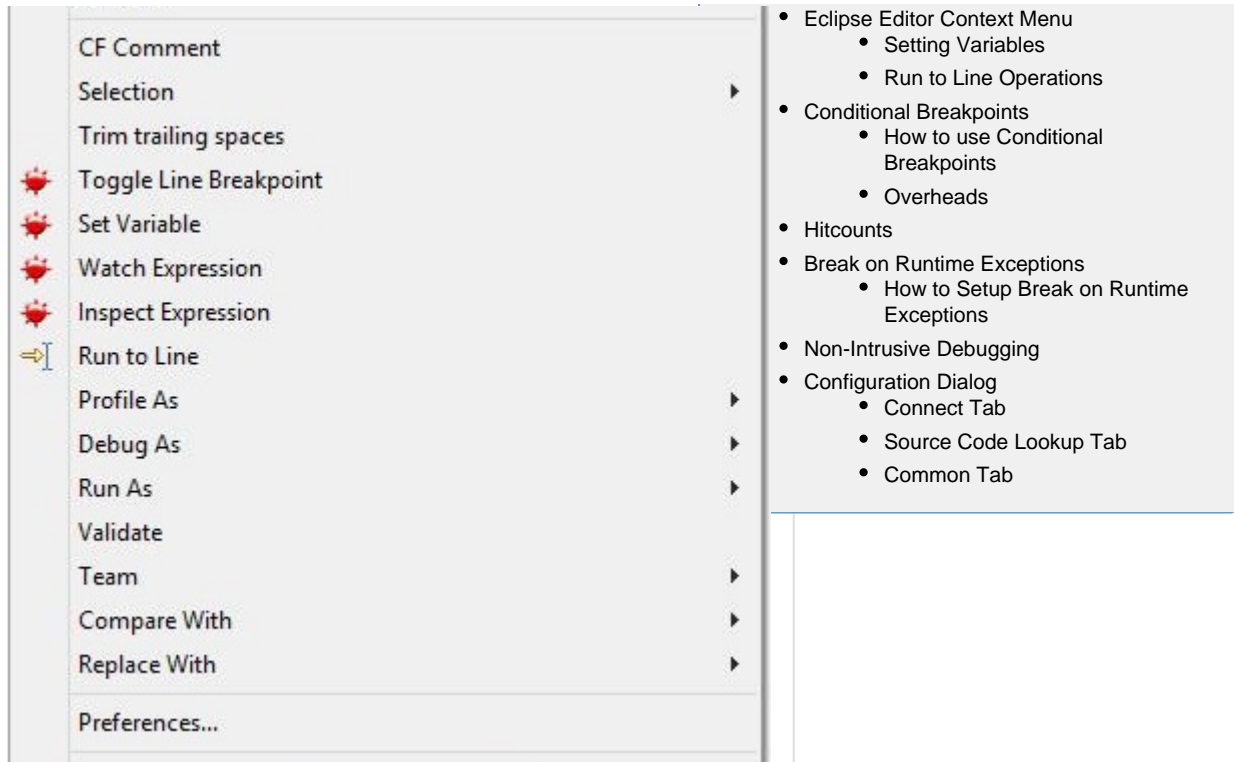 CF Comment
Selection
Trim trailing spaces
Toggle Line Breakpoint
Set Variable
Watch Expression
Inspect Expression
Run to Line
Profile As
Debug As
Run As
Validate
Team
Compare With
Replace With
Preferences...
• Eclipse Editor Context Menu
• Setting Variables
• Run to Line Operations
• Conditional Breakpoints
• How to use Conditional
Breakpoints
• Overheads
• Hitcounts
• Break on Runtime Exceptions
• How to Setup Break on Runtime
Exceptions
• Non-Intrusive Debugging
• Configuration Dialog
• Connect Tab
• Source Code Lookup Tab
• Common Tab